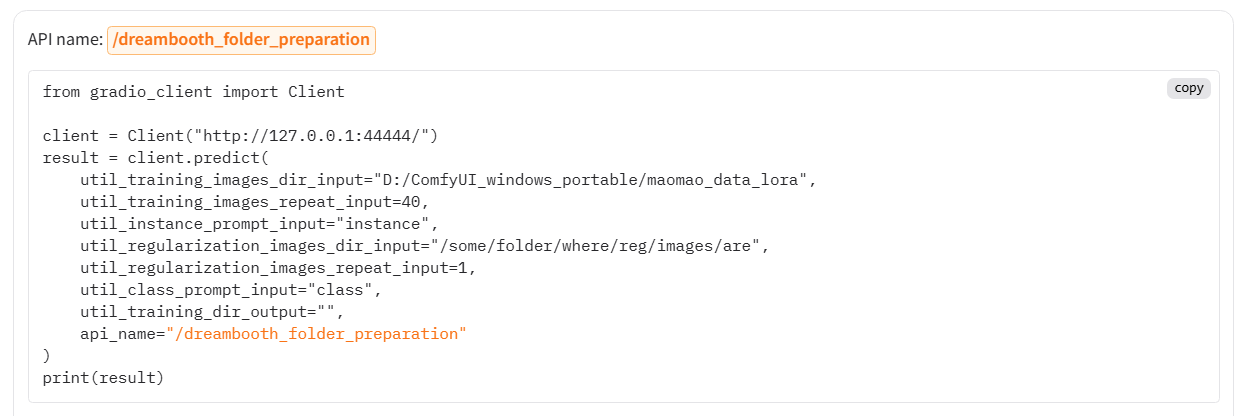 API name: /dreambooth_folder_preparation
copy
from gradio_client import Client

client = Client("http://127.0.0.1:44444/")
result = client.predict(
    util_training_images_dir_input="D:/ComfyUI_windows_portable/maomao_data_lora",
    util_training_images_repeat_input=40,
    util_instance_prompt_input="instance",
    util_regularization_images_dir_input="/some/folder/where/reg/images/are",
    util_regularization_images_repeat_input=1,
    util_class_prompt_input="class",
    util_training_dir_output="",
    api_name="/dreambooth_folder_preparation"
)
print(result)